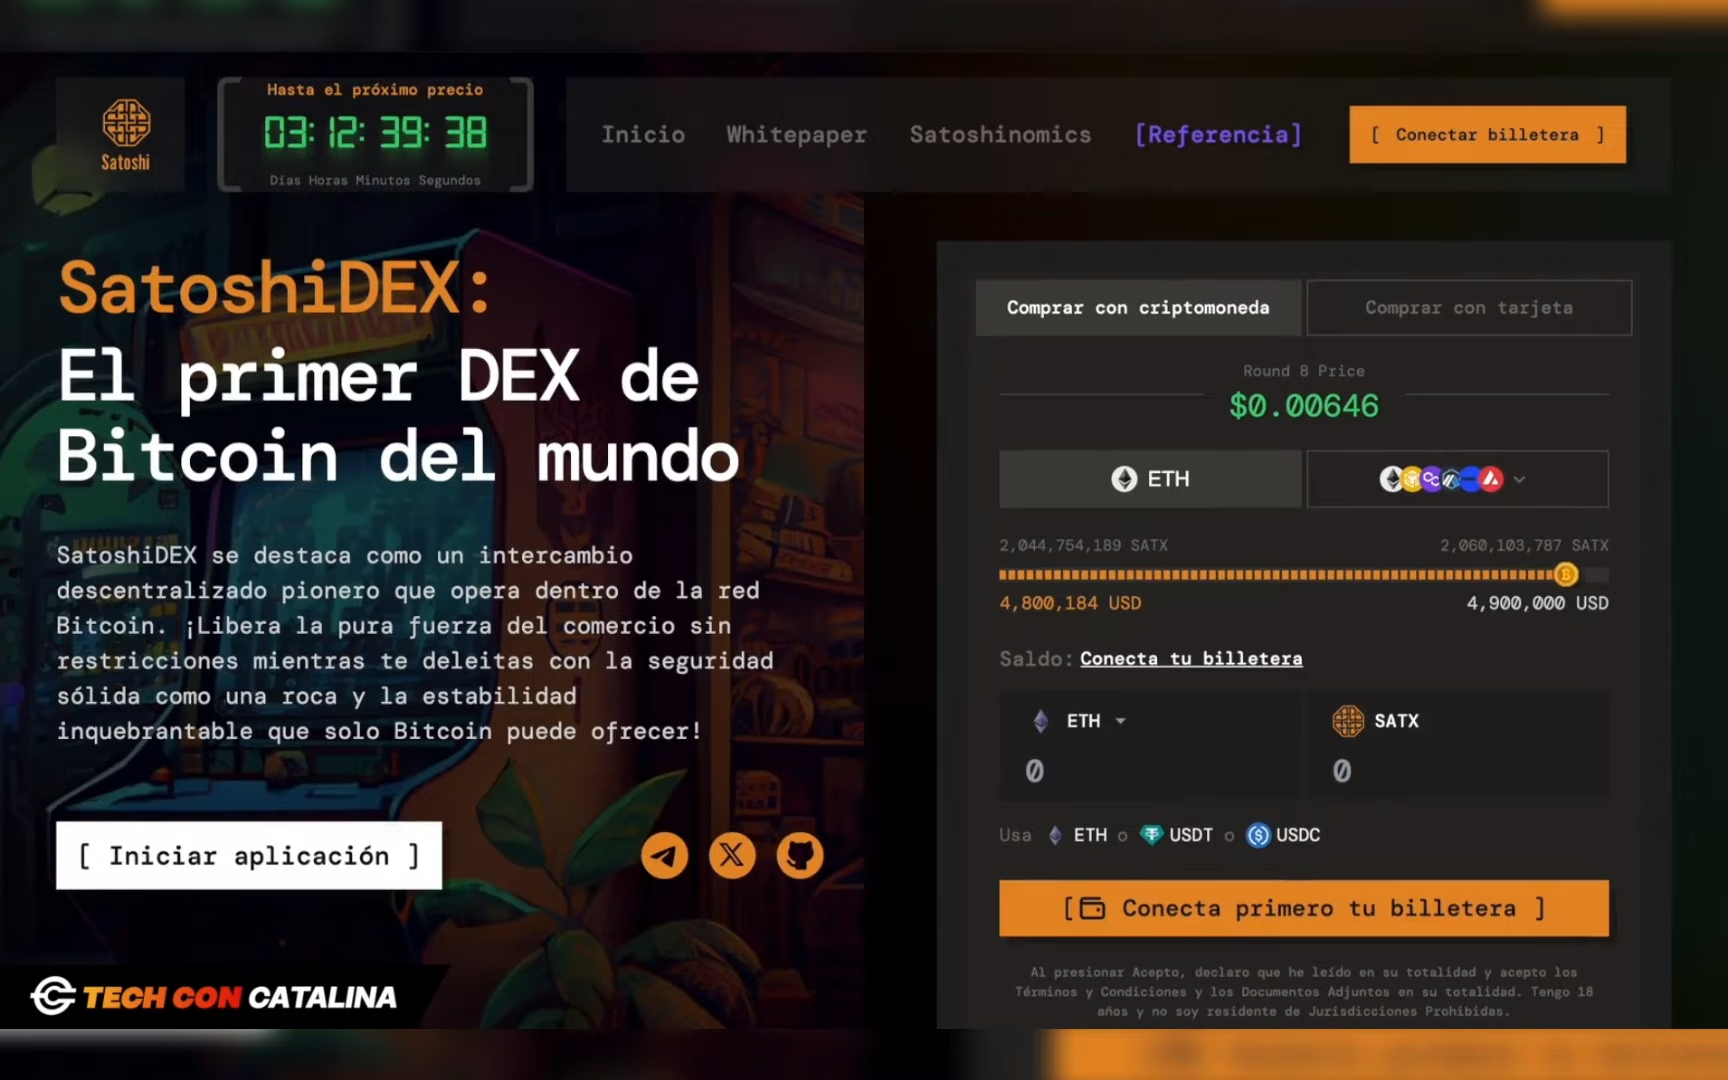 Satoshi
Hasta el próximo precio
03: 12: 39: 38
Días Horas Minutos Segundos
Inicio
Whitepaper
Satoshinomics
[Referencia]
[ Conectar billetera ]
SatoshiDEX:
El primer DEX de
Bitcoin del mundo
SatoshiDEX se destaca como un intercambio
descentralizado pionero que opera dentro de la red
Bitcoin. ¡Libera la pura fuerza del comercio sin
restricciones mientras te deleitas con la seguridad
sólida como una roca y la estabilidad
inquebrantable que solo Bitcoin puede ofrecer!
[ Iniciar aplicación ]
TECH CON CATALINA
Comprar con criptomoneda
Comprar con tarjeta
Round 8 Price
$0.00646
ETH
2,044,754,189 SATX
2,060,103,787 SATX
4,800,184 USD
4,900,000 USD
Saldo: Conecta tu billetera
ETH
SATX
0
0
Usa ETH o USDT o USDC
[ Conecta primero tu billetera ]
Al presionar Acepto, declaro que he leído en su totalidad y acepto los
Términos y Condiciones y los Documentos Adjuntos en su totalidad. Tengo 18
años y no soy residente de Jurisdicciones Prohibidas.